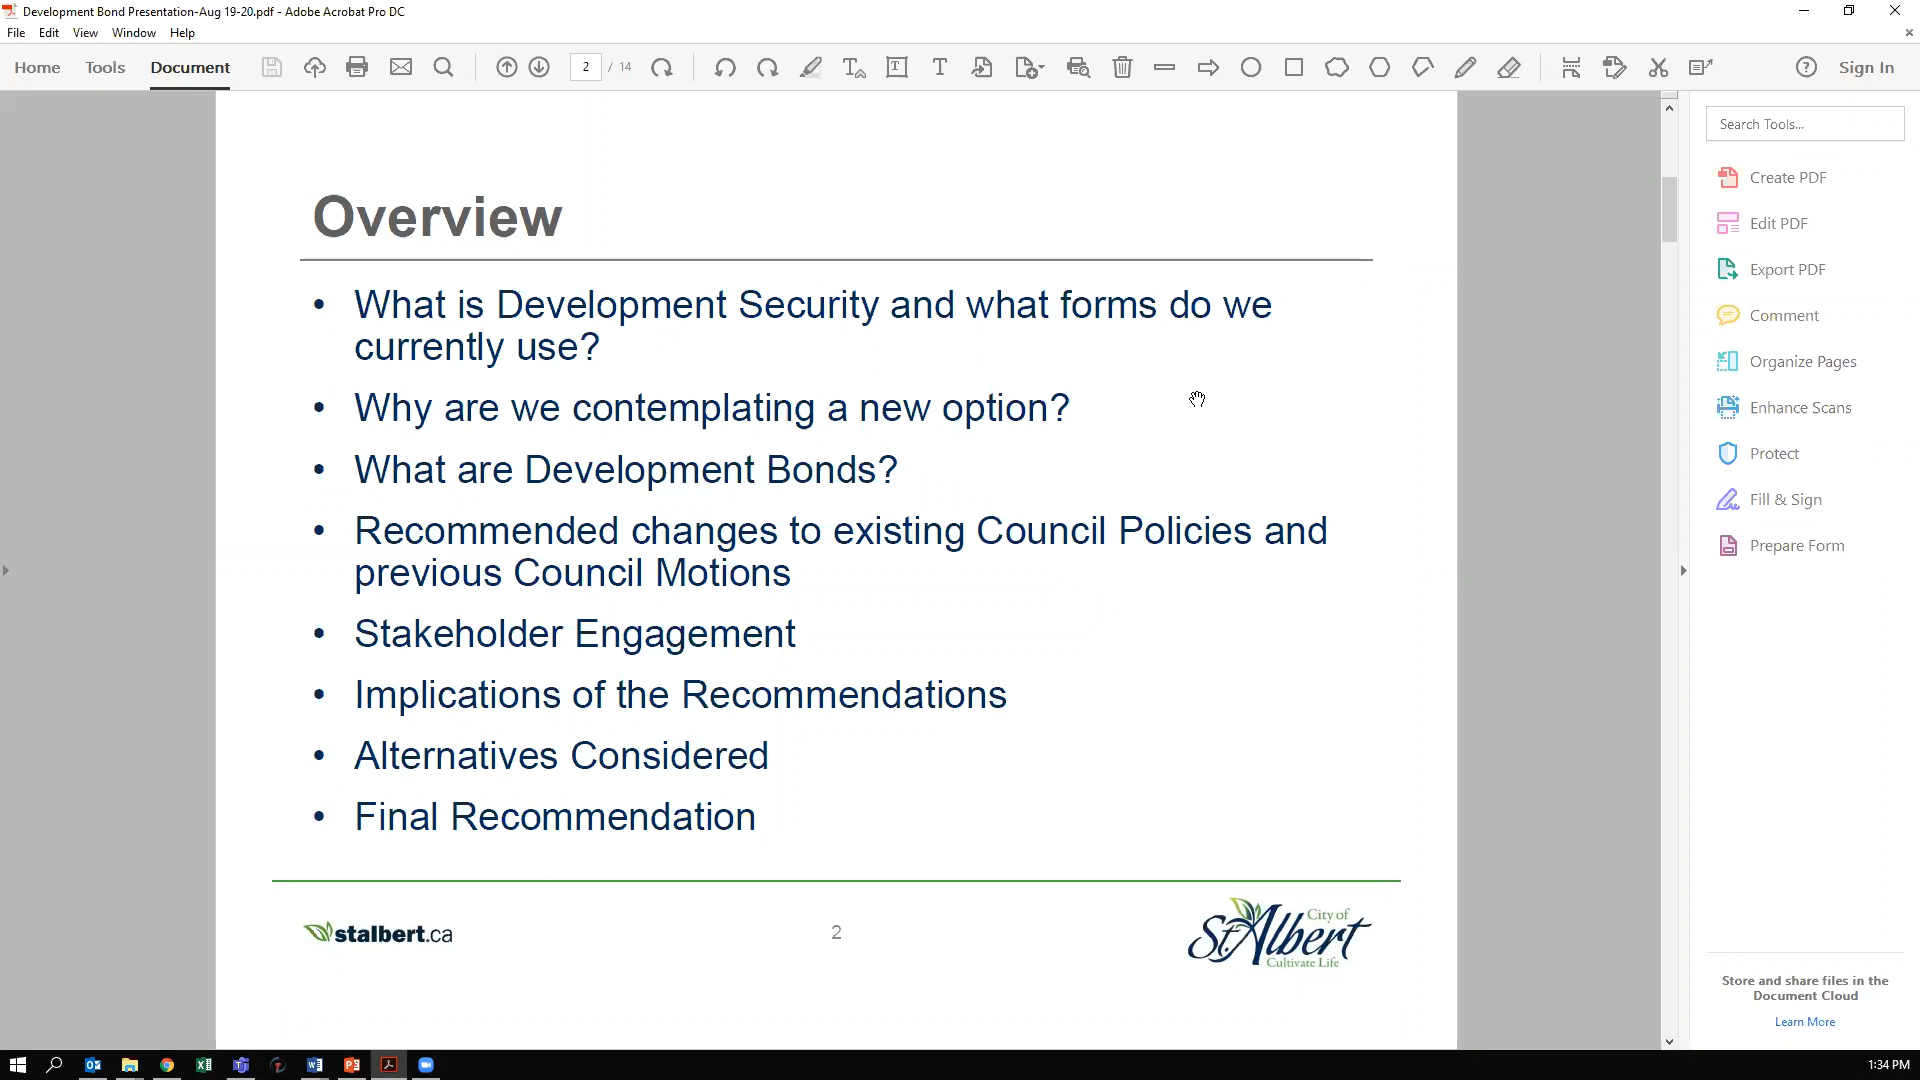 Development Bond Presentation-Aug 19-20.pdf - Adobe Acrobat Pro DC
File Edit View Window Help
Home Tools Document 2 / 14 Sign In
Search Tools...
Create PDF
Edit PDF
Export PDF
Comment
Organize Pages
Enhance Scans
Protect
Fill & Sign
Prepare Form
Overview
• What is Development Security and what forms do we
currently use?
• Why are we contemplating a new option?
• What are Development Bonds?
• Recommended changes to existing Council Policies and
previous Council Motions
• Stakeholder Engagement
• Implications of the Recommendations
• Alternatives Considered
• Final Recommendation
stalbert.ca
2
City of
St. Albert
Cultivate Life
Store and share files in the
Document Cloud
Learn More
1:34 PM